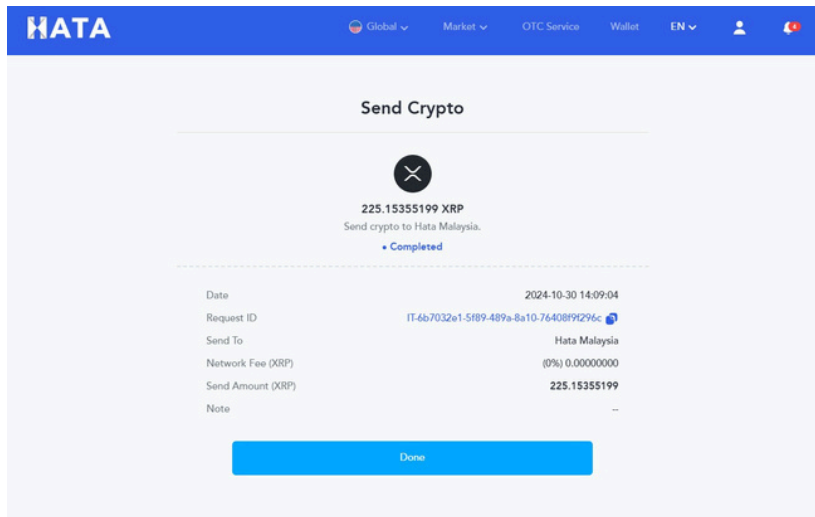 HATA
Global Market OTC Service Wallet EN 4
Send Crypto
225.15355199 XRP
Send crypto to Hata Malaysia.
• Completed
Date 2024-10-30 14:09:04
Request ID IT-6b7032e1-5f89-489a-8a10-76408f9f296c
Send To Hata Malaysia
Network Fee (XRP) (0%) 0.00000000
Send Amount (XRP) 225.15355199
Note --
Done